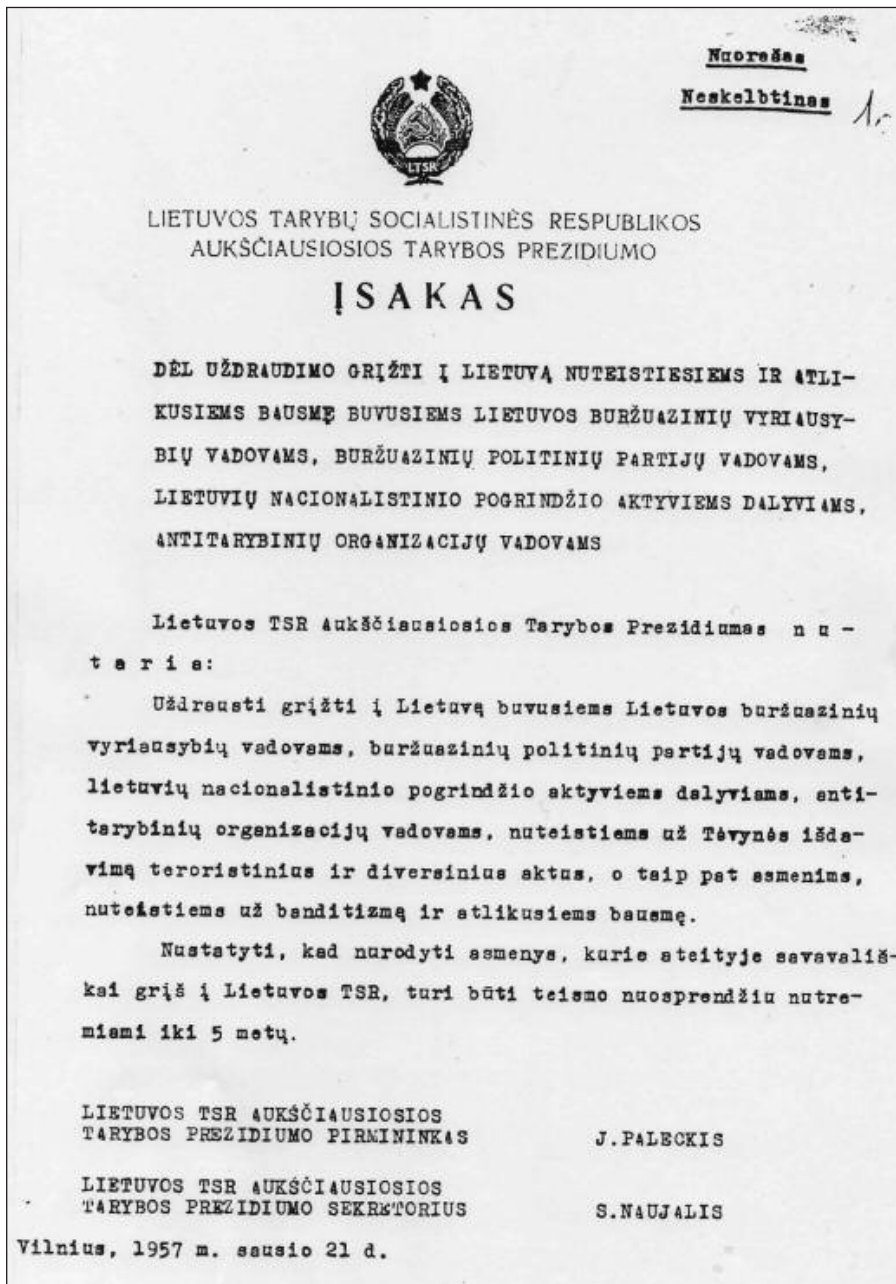 Nuorašas
Neskelbtinas
1.
LTSR
LIETUVOS TARYBŲ SOCIALISTINĖS RESPUBLIKOS
AUKŠČIAUSIOSIOS TARYBOS PREZIDIUMO
ĮSAKAS
DĖL UŽDRAUDIMO GRĮŽTI Į LIETUVĄ NUTEISTIESIEMS IR ATLI-
KUSIEMS BAUSMĘ BUVUSIEMS LIETUVOS BURŽUAZINIŲ VYRIAUSY-
BIŲ VADOVAMS, BURŽUAZINIŲ POLITINIŲ PARTIJŲ VADOVAMS,
LIETUVIŲ NACIONALISTINIO POGRINDŽIO AKTYVIEMS DALYVIAMS,
ANTITARYBINIŲ ORGANIZACIJŲ VADOVAMS
Lietuvos TSR Aukščiausiosios Tarybos Prezidiumas n u -
t a r i a:
Uždrausti grįžti į Lietuvą buvusiems Lietuvos buržuazinių
vyriausybių vadovams, buržuazinių politinių partijų vadovams,
lietuvių nacionalistinio pogrindžio aktyviems dalyviams, anti-
tarybinių organizacijų vadovams, nuteistiems už Tėvynės išda-
vimą teroristinius ir diversinius aktus, o taip pat asmenims,
nuteistiems už banditizmą ir atlikusiems bausmę.
Nustatyti, kad nurodyti asmenys, kurie ateityje savavališ-
kai grįš į Lietuvos TSR, turi būti teismo nuosprendžiu nutre-
miami iki 5 metų.
LIETUVOS TSR AUKŠČIAUSIOSIOS
TARYBOS PREZIDIUMO PIRMININKAS J.PALECKIS
LIETUVOS TSR AUKŠČIAUSIOSIOS
TARYBOS PREZIDIUMO SEKRETORIUS S.NAUJALIS
Vilnius, 1957 m. sausio 21 d.